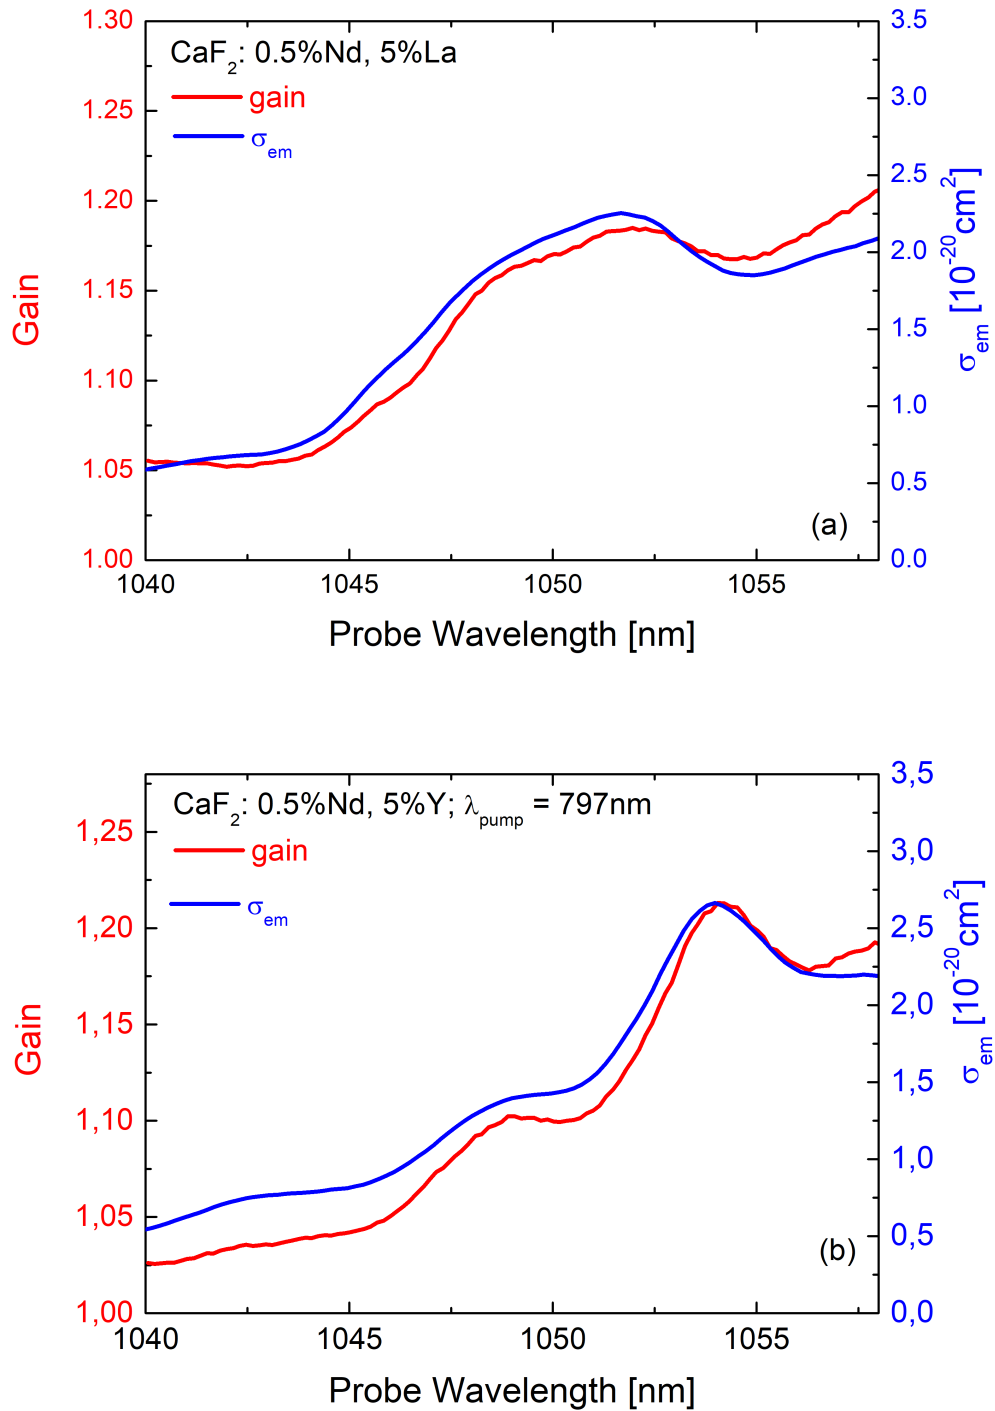 CaF2: 0.5%Nd, 5%La
gain
σem
1.30
1.25
1.20
1.15
1.10
1.05
1.00
Gain
3.5
3.0
2.5
2.0
1.5
1.0
0.5
0.0
σem [10-20cm2]
(a)
1040 1045 1050 1055
Probe Wavelength [nm]
CaF2: 0.5%Nd, 5%Y; λpump = 797nm
gain
σem
1,25
1,20
1,15
1,10
1,05
1,00
Gain
3,5
3,0
2,5
2,0
1,5
1,0
0,5
0,0
σem [10-20cm2]
(b)
1040 1045 1050 1055
Probe Wavelength [nm]